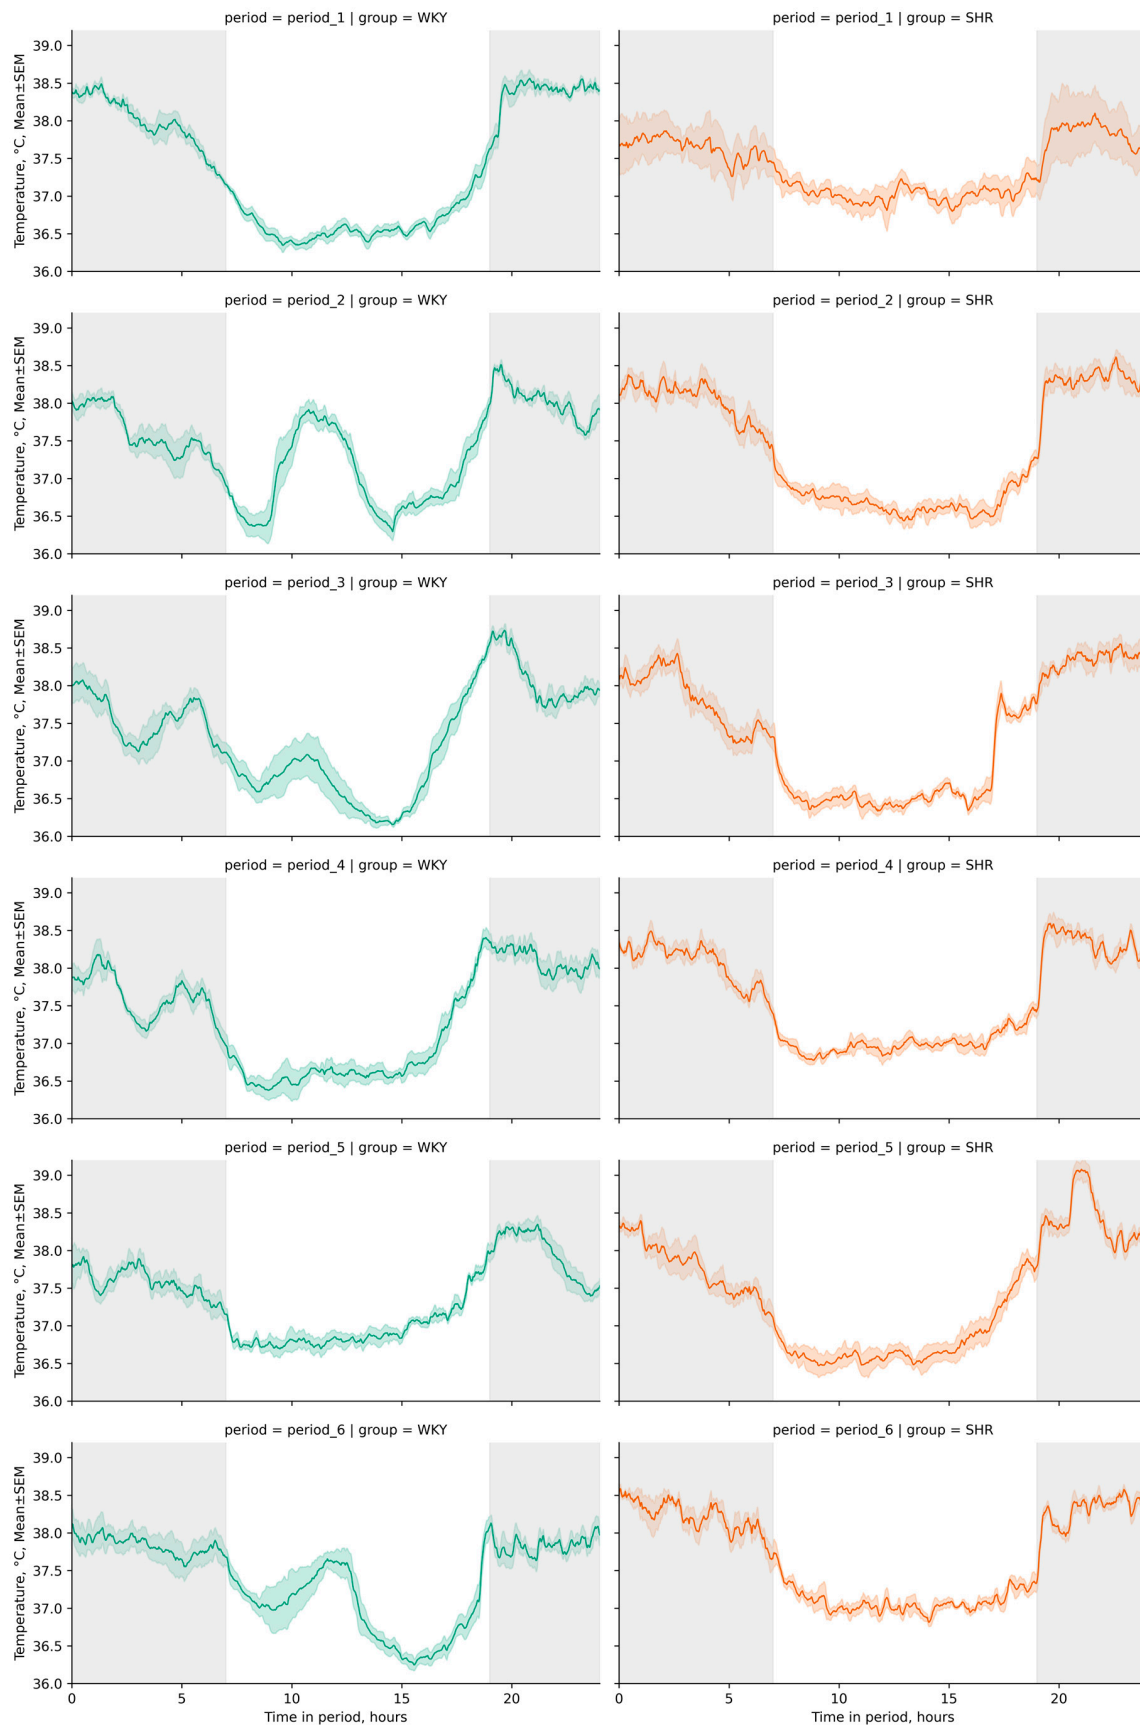 period = period_1 | group = WKY
period = period_1 | group = SHR
39.0
38.5
38.0
37.5
37.0
36.5
36.0
Temperature, °C, Mean±SEM
period = period_2 | group = WKY
period = period_2 | group = SHR
39.0
38.5
38.0
37.5
37.0
36.5
36.0
Temperature, °C, Mean±SEM
period = period_3 | group = WKY
period = period_3 | group = SHR
39.0
38.5
38.0
37.5
37.0
36.5
36.0
Temperature, °C, Mean±SEM
period = period_4 | group = WKY
period = period_4 | group = SHR
39.0
38.5
38.0
37.5
37.0
36.5
36.0
Temperature, °C, Mean±SEM
period = period_5 | group = WKY
period = period_5 | group = SHR
39.0
38.5
38.0
37.5
37.0
36.5
36.0
Temperature, °C, Mean±SEM
period = period_6 | group = WKY
period = period_6 | group = SHR
39.0
38.5
38.0
37.5
37.0
36.5
36.0
Temperature, °C, Mean±SEM
0 5 10 15 20
0 5 10 15 20
Time in period, hours
Time in period, hours